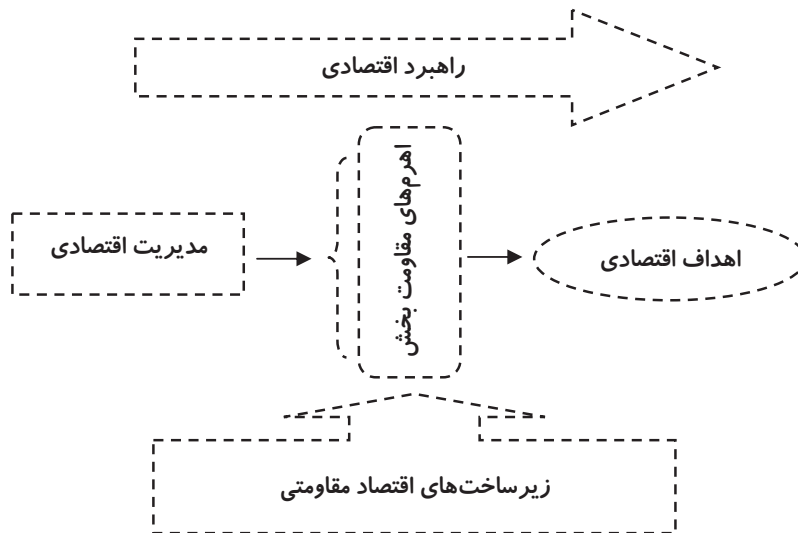 راهبرد اقتصادی
مدیریت اقتصادی
اهرم‌های مقاومت بخش
اهداف اقتصادی
زیرساخت‌های اقتصاد مقاومتی